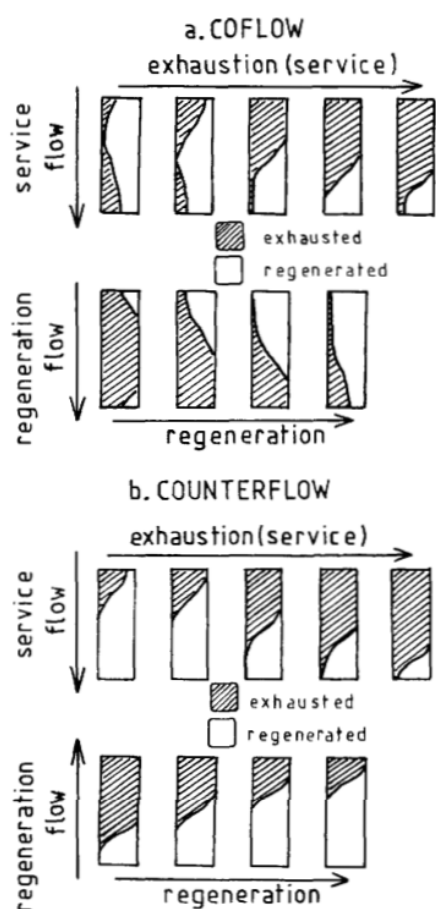 a. COFLOW
exhaustion (service)
service
flow
exhausted
regenerated
regeneration
flow
regeneration
b. COUNTERFLOW
exhaustion (service)
service
flow
exhausted
regenerated
regeneration
flow
regeneration